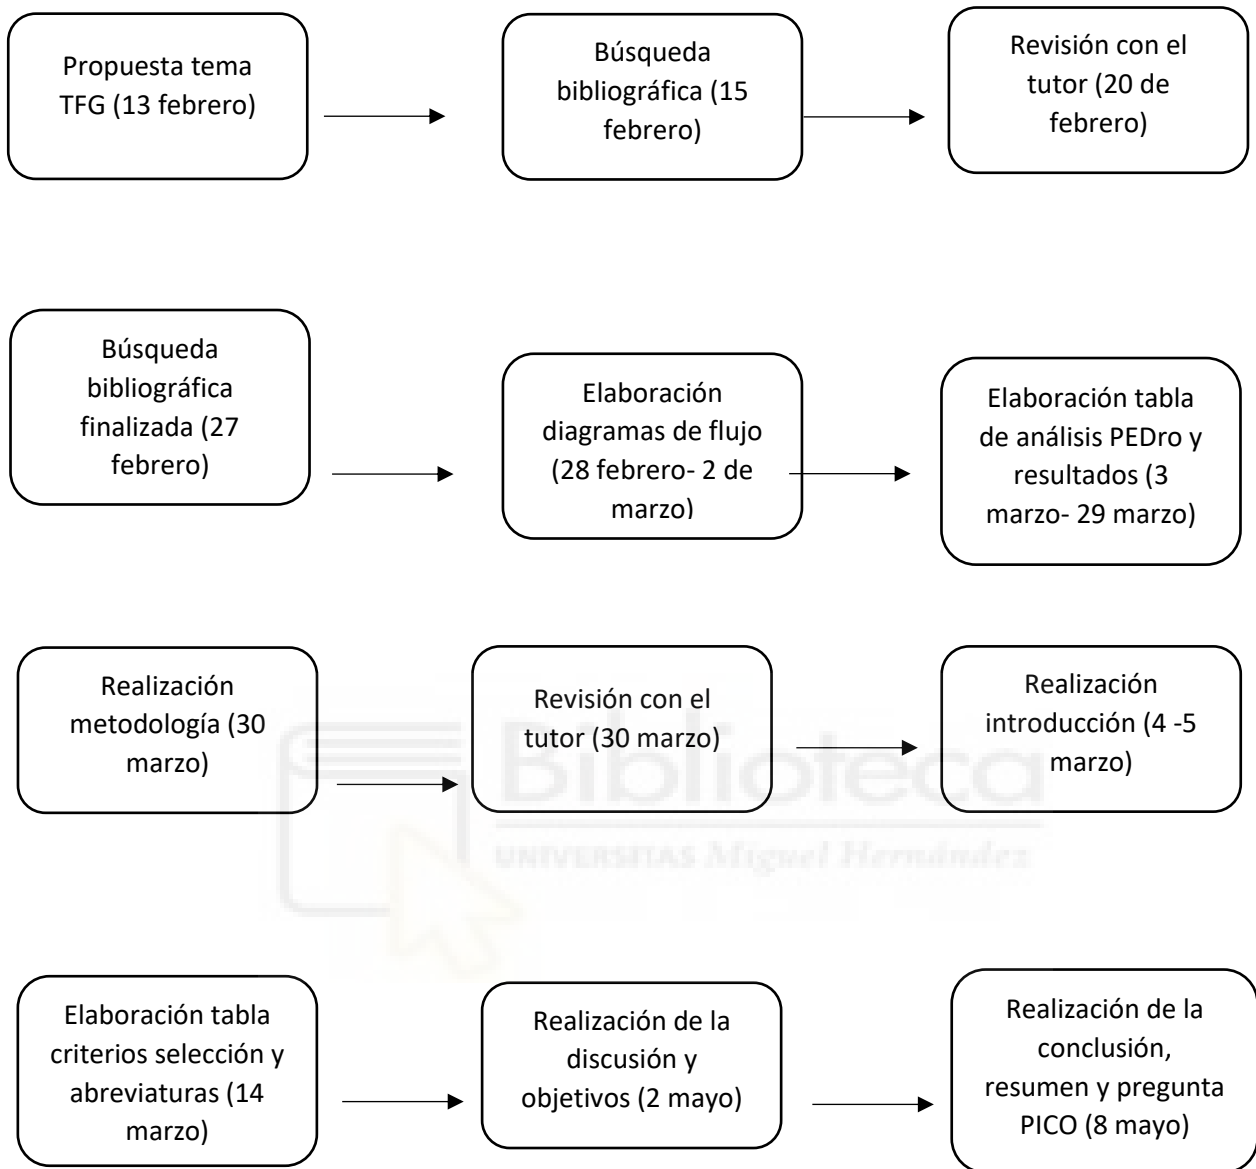 Propuesta tema
TFG (13 febrero)
Búsqueda
bibliográfica (15
febrero)
Revisión con el
tutor (20 de
febrero)
Búsqueda
bibliográfica
finalizada (27
febrero)
Elaboración
diagramas de flujo
(28 febrero- 2 de
marzo)
Elaboración tabla
de análisis PEDro y
resultados (3
marzo- 29 marzo)
Realización
metodología (30
marzo)
Revisión con el
tutor (30 marzo)
Realización
introducción (4 -5
marzo)
Biblioteca
UNIVERSITAS Miguel Hernández
Elaboración tabla
criterios selección y
abreviaturas (14
marzo)
Realización de la
discusión y
objetivos (2 mayo)
Realización de la
conclusión,
resumen y pregunta
PICO (8 mayo)